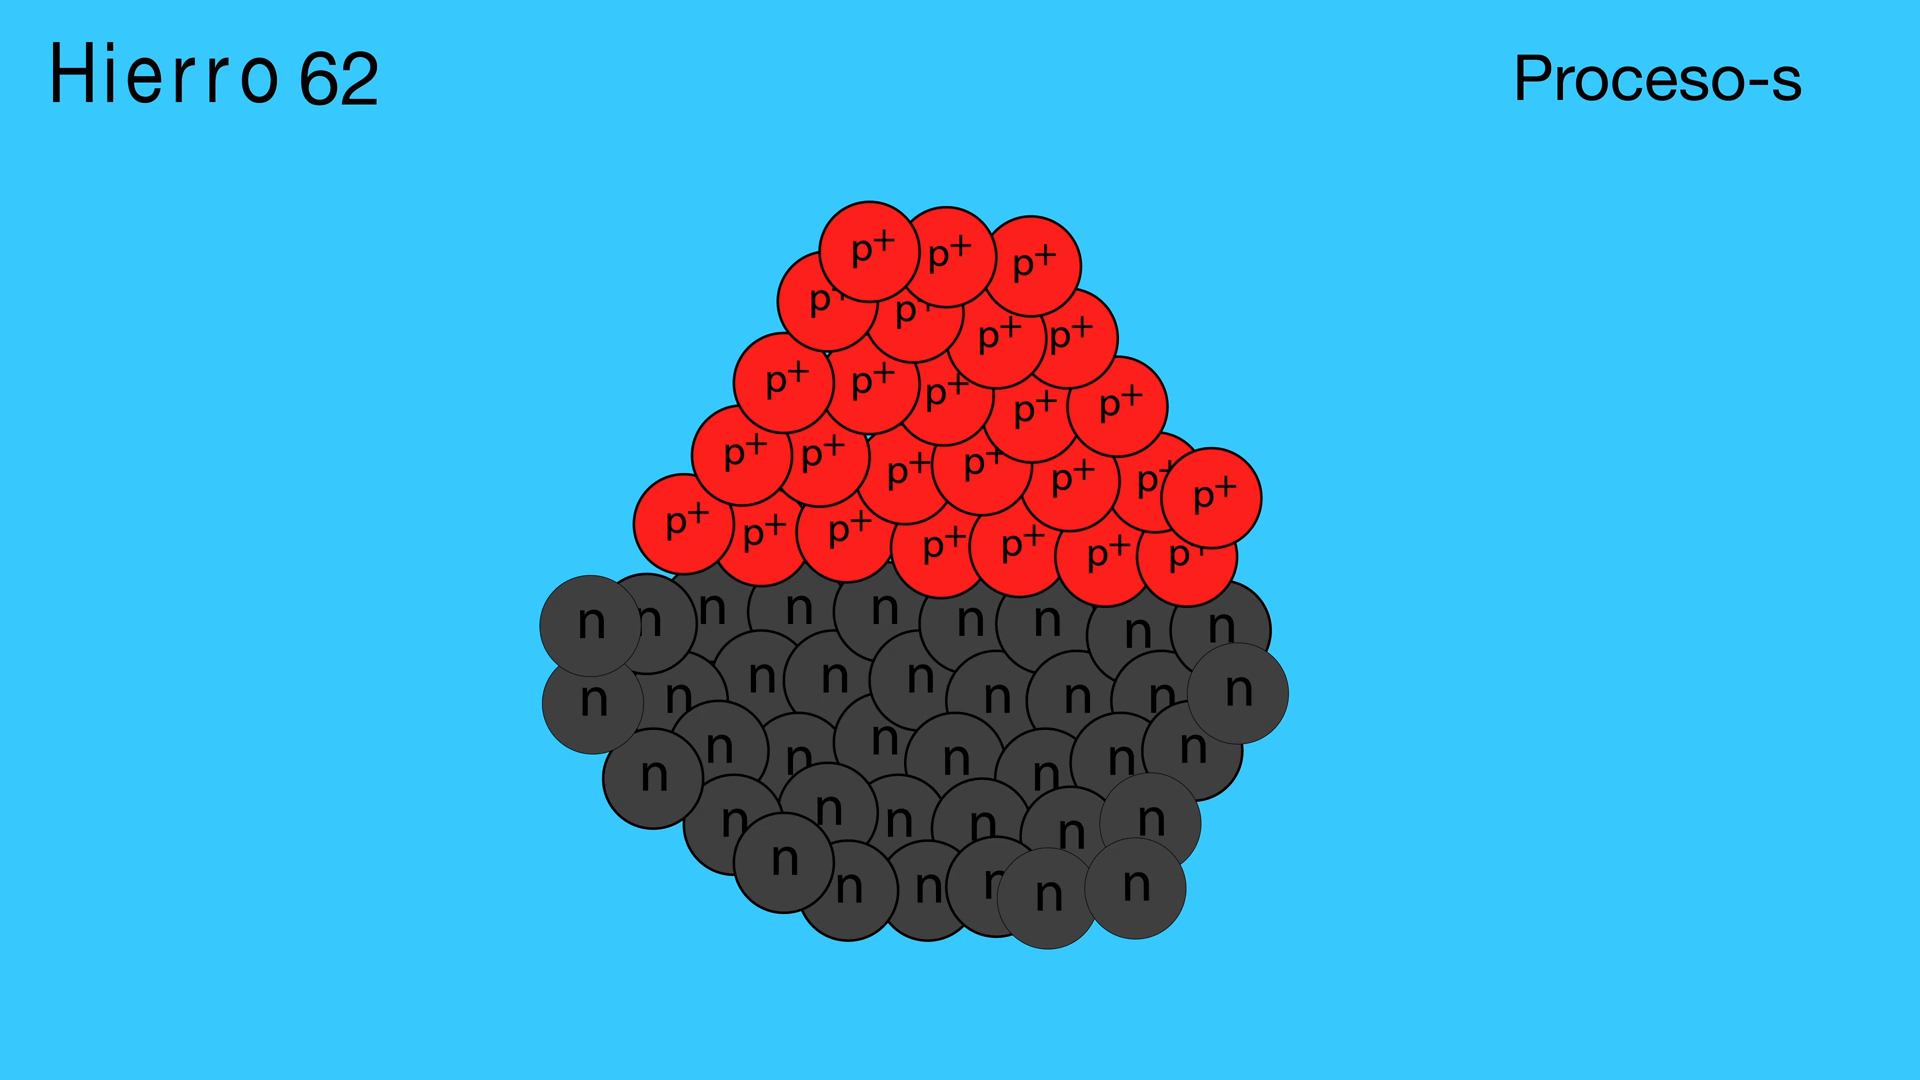 Hierro 62
Proceso-s
p+ p+ p+
p+ p+ p+ p+
p+ p+ p+ p+ p+
p+ p+ p+ p+ p+ p+ p+
p+ p+ p+ p+ p+ p+ p+
n n n n n n n n n
n n n n n n n n n
n n n n n n n n
n n n n n n
n n n n n n